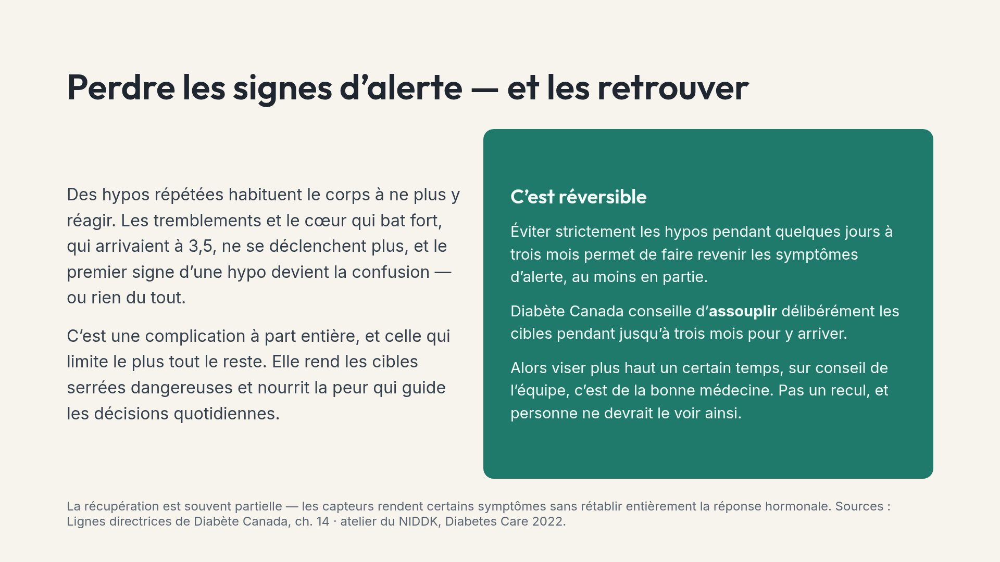 Perdre les signes d’alerte — et les retrouver
Des hypos répétées habituent le corps à ne plus y
réagir. Les tremblements et le cœur qui bat fort,
qui arrivaient à 3,5, ne se déclenchent plus, et le
premier signe d’une hypo devient la confusion —
ou rien du tout.
C’est une complication à part entière, et celle qui
limite le plus tout le reste. Elle rend les cibles
serrées dangereuses et nourrit la peur qui guide
les décisions quotidiennes.
C’est réversible
Éviter strictement les hypos pendant quelques jours à
trois mois permet de faire revenir les symptômes
d’alerte, au moins en partie.
Diabète Canada conseille d’assouplir délibérément les
cibles pendant jusqu’à trois mois pour y arriver.
Alors viser plus haut un certain temps, sur conseil de
l’équipe, c’est de la bonne médecine. Pas un recul, et
personne ne devrait le voir ainsi.
La récupération est souvent partielle — les capteurs rendent certains symptômes sans rétablir entièrement la réponse hormonale. Sources :
Lignes directrices de Diabète Canada, ch. 14 · atelier du NIDDK, Diabetes Care 2022.